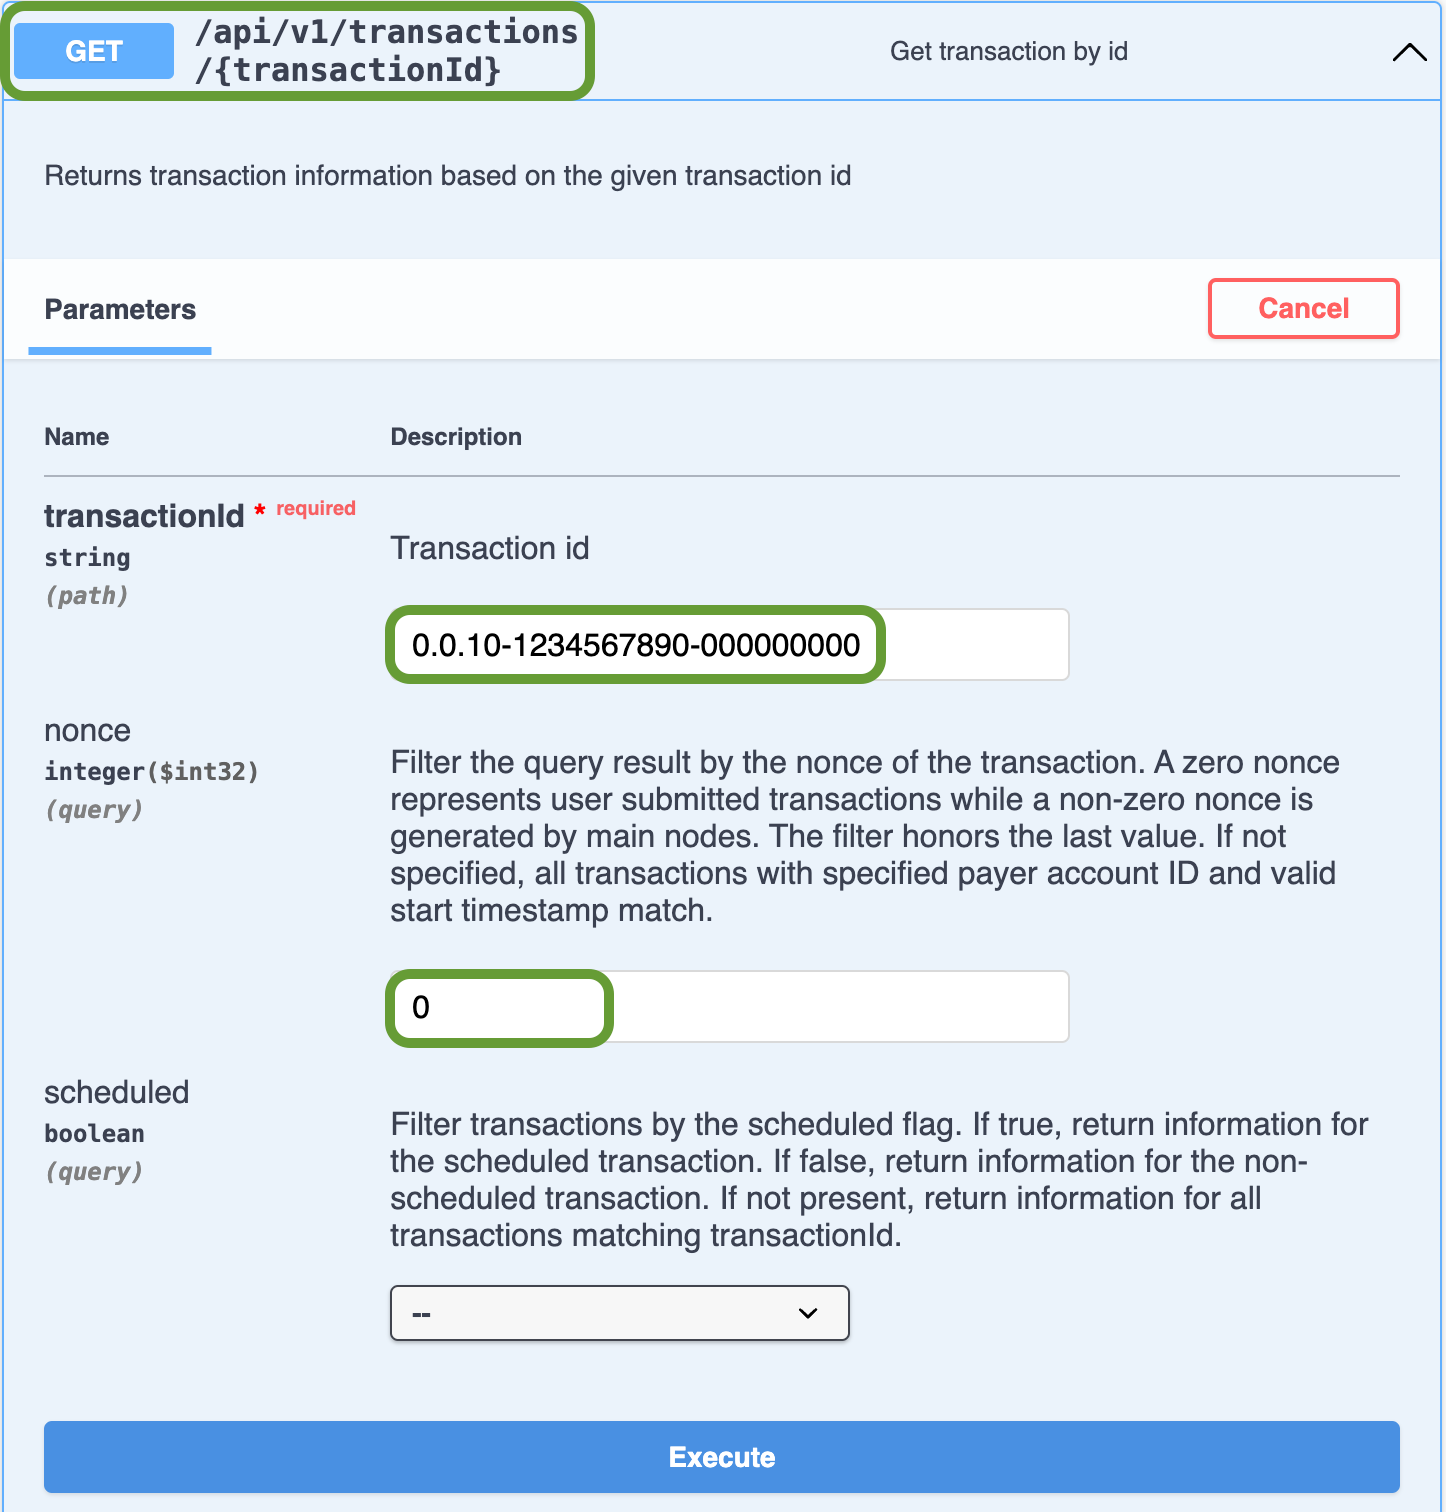 GET
/api/v1/transactions
/{transactionId}
Get transaction by id
Returns transaction information based on the given transaction id
Parameters
Cancel
Name Description
transactionId * required
string
(path)
Transaction id
0.0.10-1234567890-000000000
nonce
integer($int32)
(query)
Filter the query result by the nonce of the transaction. A zero nonce
represents user submitted transactions while a non-zero nonce is
generated by main nodes. The filter honors the last value. If not
specified, all transactions with specified payer account ID and valid
start timestamp match.
0
scheduled
boolean
(query)
Filter transactions by the scheduled flag. If true, return information for
the scheduled transaction. If false, return information for the non-
scheduled transaction. If not present, return information for all
transactions matching transactionId.
--
Execute